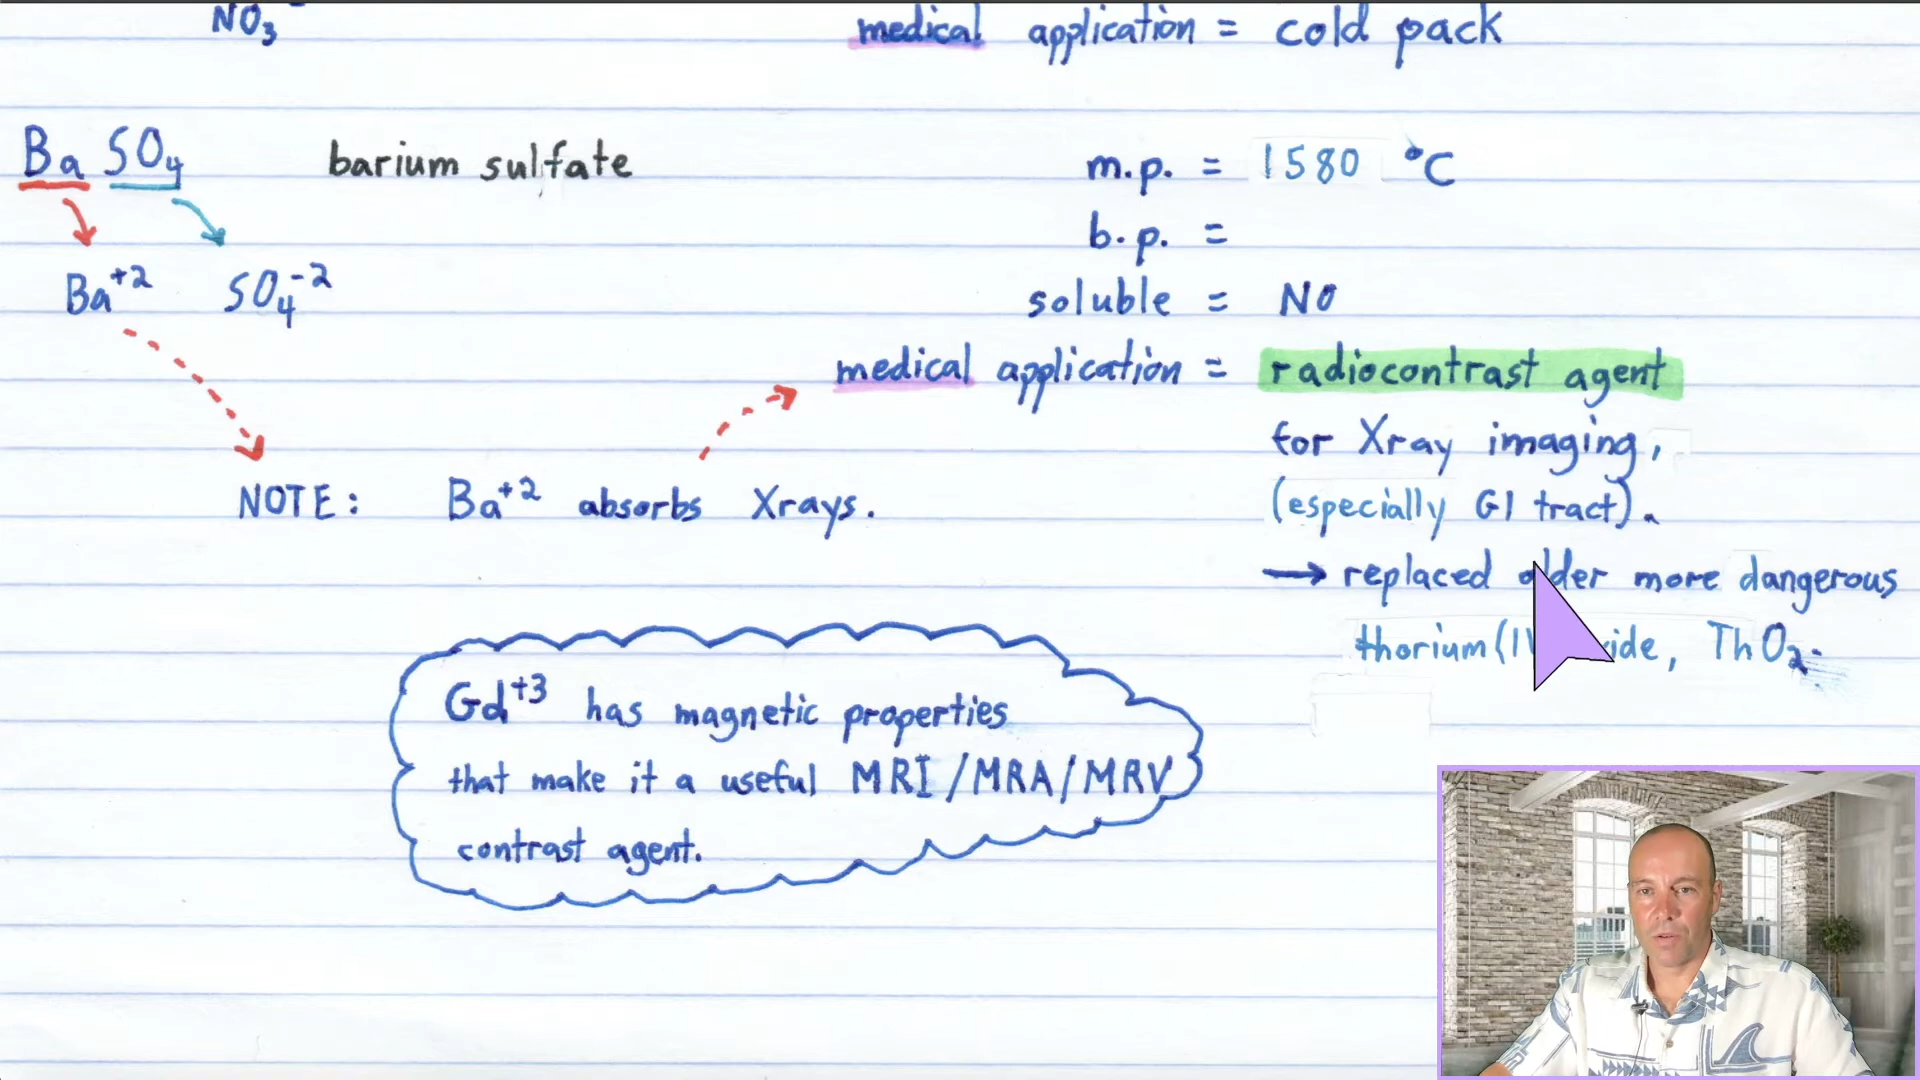 NO₃⁻
medical application = cold pack
BaSO₄ barium sulfate
m.p. = 1580 °C
b.p. =
Ba⁺² SO₄⁻²
soluble = NO
medical application = radiocontrast agent
for Xray imaging,
(especially GI tract).
NOTE: Ba⁺² absorbs Xrays.
→ replaced older more dangerous
thorium(IV) , ThO₂.
Gd⁺³ has magnetic properties
that make it a useful MRI/MRA/MRV
contrast agent.